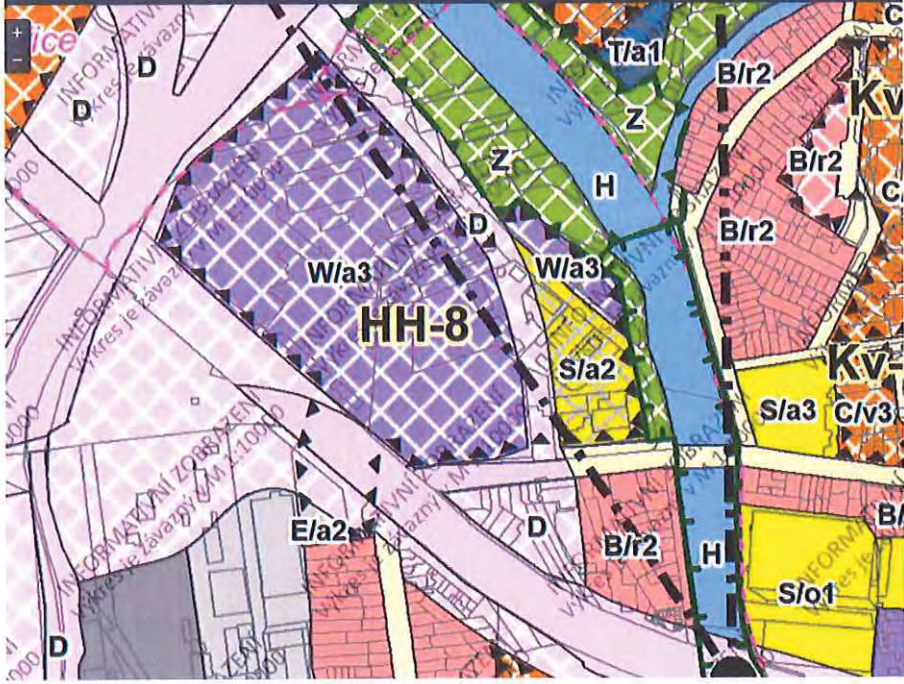 +
-
ice
D
D
D
T/a1
Z
Z
H
B/r2
Kv
B/r2
B/r2
C
C
D
W/a3
W/a3
HH-8
S/a2
Kv-
S/a3
C/v3
E/a2
D
B/r2
H
B/
S/o1
D
INFORMATIVNÍ ZOBRAZENÍ
Výkres je závazný v M 1:10000